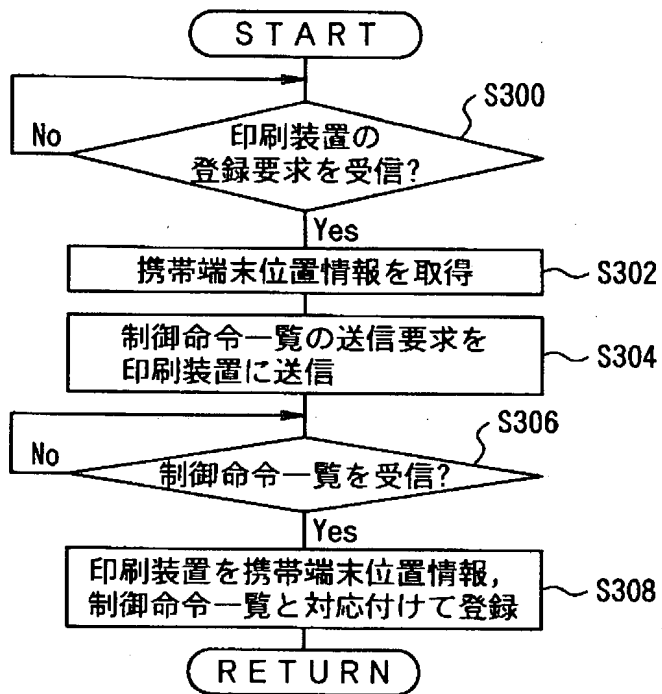 START
S300
印刷装置の
登録要求を受信?
No
Yes
携帯端末位置情報を取得
S302
制御命令一覧の送信要求を
印刷装置に送信
S304
S306
No
制御命令一覧を受信?
Yes
印刷装置を携帯端末位置情報,
制御命令一覧と対応付けて登録
S308
RETURN